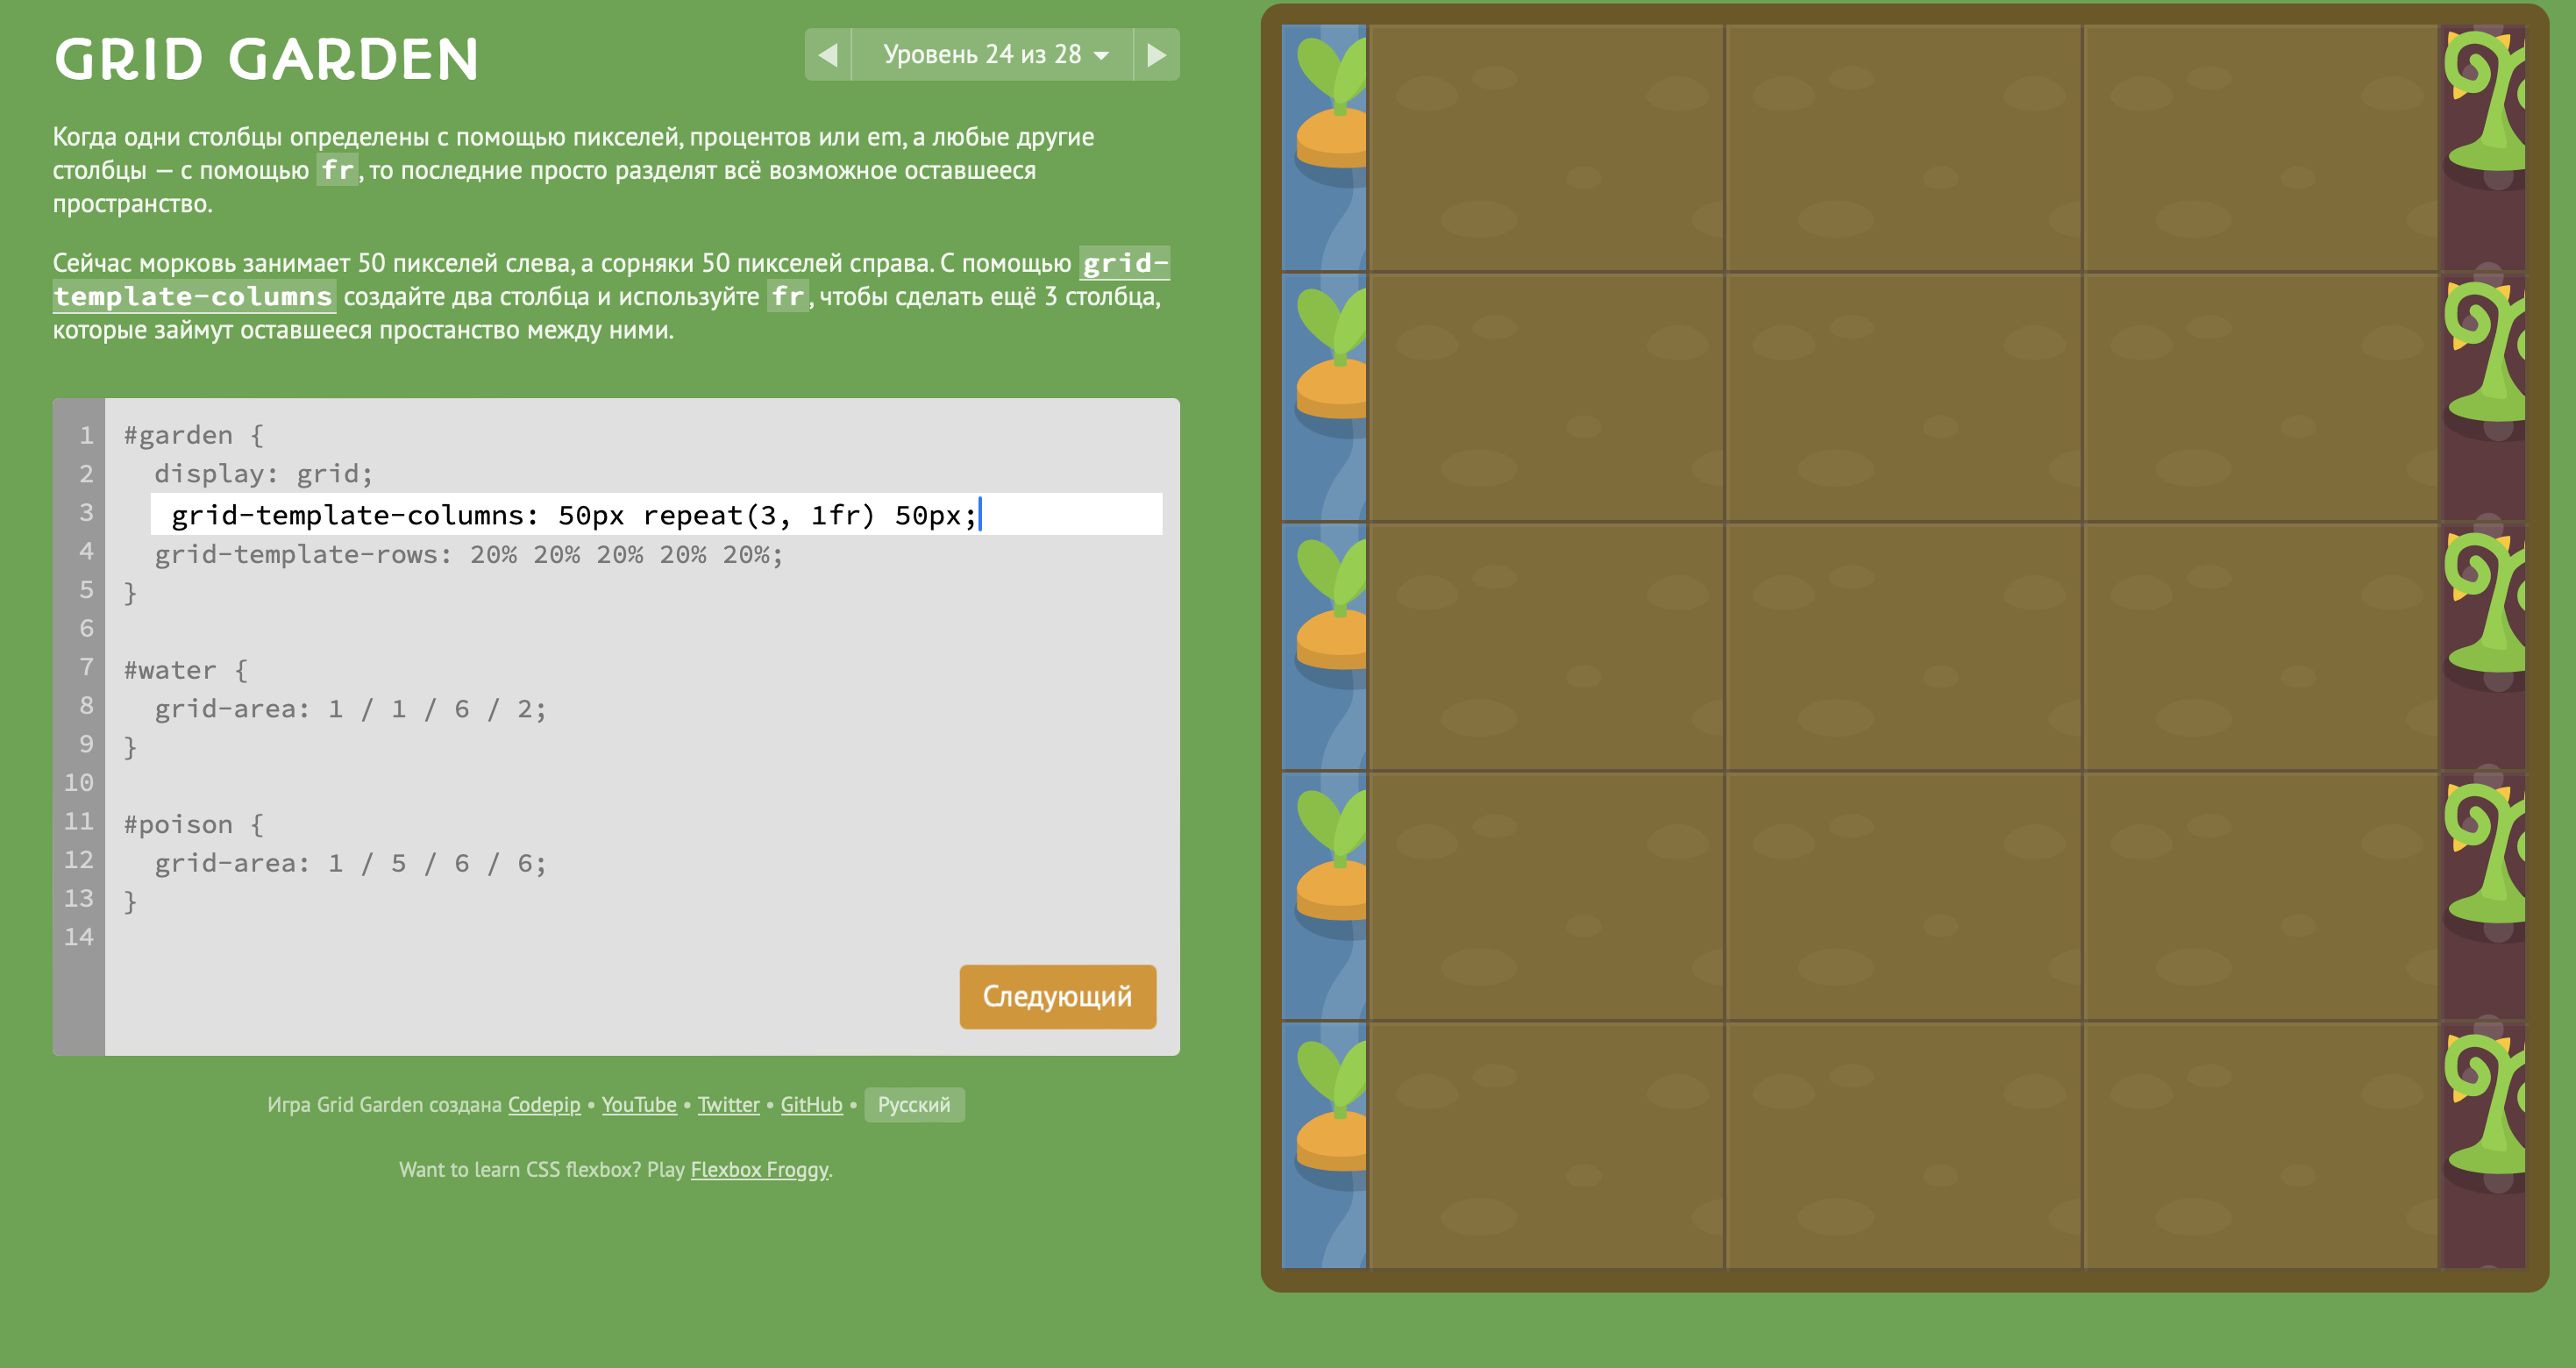 GRID GARDEN
Уровень 24 из 28
Когда одни столбцы определены с помощью пикселей, процентов или em, а любые другие
столбцы — с помощью fr, то последние просто разделят всё возможное оставшееся
пространство.
Сейчас морковь занимает 50 пикселей слева, а сорняки 50 пикселей справа. С помощью grid-
template-columns создайте два столбца и используйте fr, чтобы сделать ещё 3 столбца,
которые займут оставшееся простанство между ними.
1 #garden {
2 display: grid;
3 grid-template-columns: 50px repeat(3, 1fr) 50px;
4 grid-template-rows: 20% 20% 20% 20% 20%;
5 }
6
7 #water {
8 grid-area: 1 / 1 / 6 / 2;
9 }
10
11 #poison {
12 grid-area: 1 / 5 / 6 / 6;
13 }
14
Следующий
Игра Grid Garden создана Codepip • YouTube • Twitter • GitHub • Русский
Want to learn CSS flexbox? Play Flexbox Froggy.